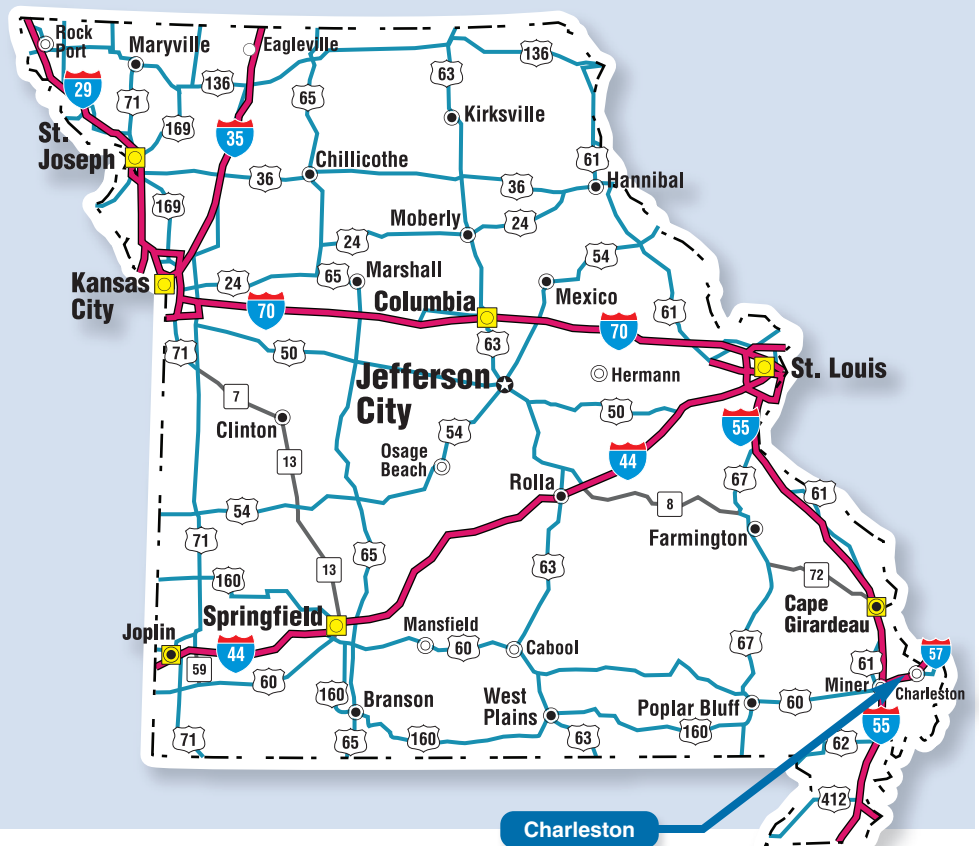 Rock
Port
Maryville
Eagleville
136
63
136
29
71
65
169
35
Kirksville
St.
Joseph
Chillicothe
61
36
36
Hannibal
169
Moberly
24
24
54
Kansas
City
24
65
Marshall
Columbia
Mexico
61
70
70
63
71
50
Jefferson
City
Hermann
St. Louis
7
50
55
Clinton
54
13
Osage
Beach
44
67
Rolla
61
8
54
Farmington
71
65
63
13
72
160
Cape
Girardeau
Springfield
Joplin
Mansfield
60
Cabool
67
44
59
60
61
57
Miner
Charleston
160
Branson
West
Plains
Poplar Bluff
60
55
71
65
160
63
160
62
412
Charleston